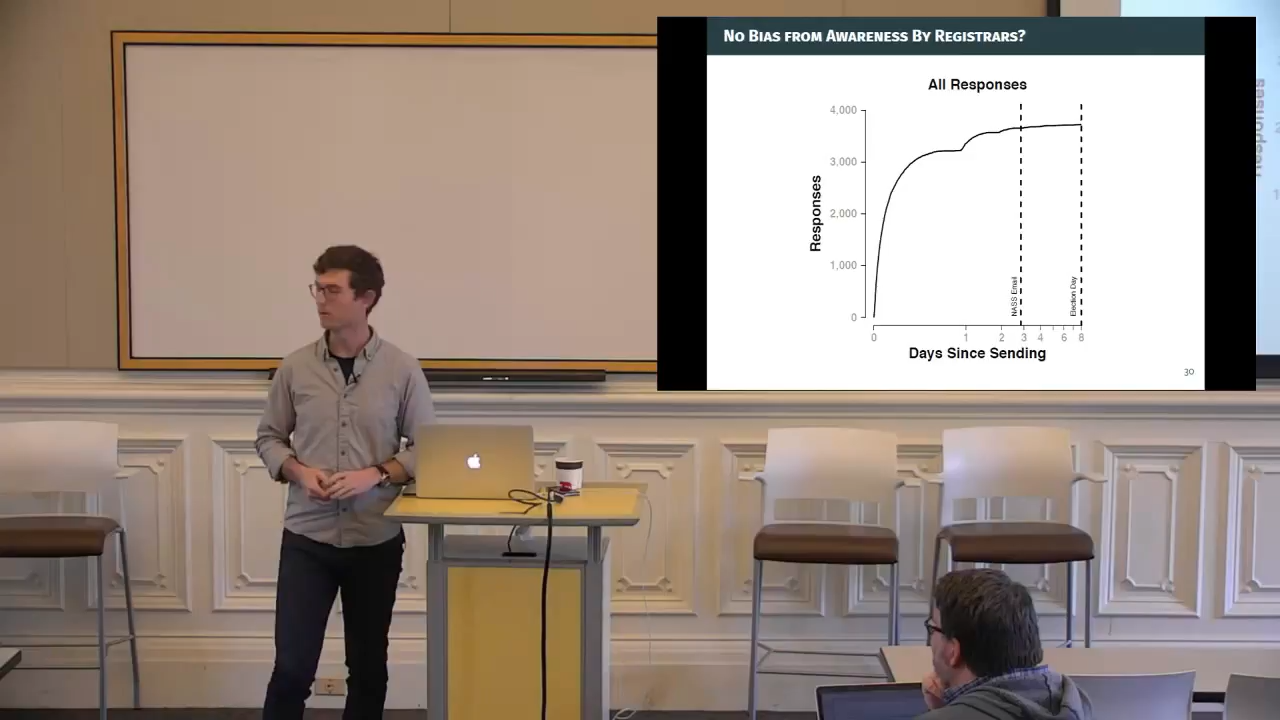 No Bias from Awareness By Registrars?
All Responses
4,000
3,000
2,000
1,000
0
Responses
NASS Email
Election Day
0 1 2 3 4 6 8
Days Since Sending
30
Responses